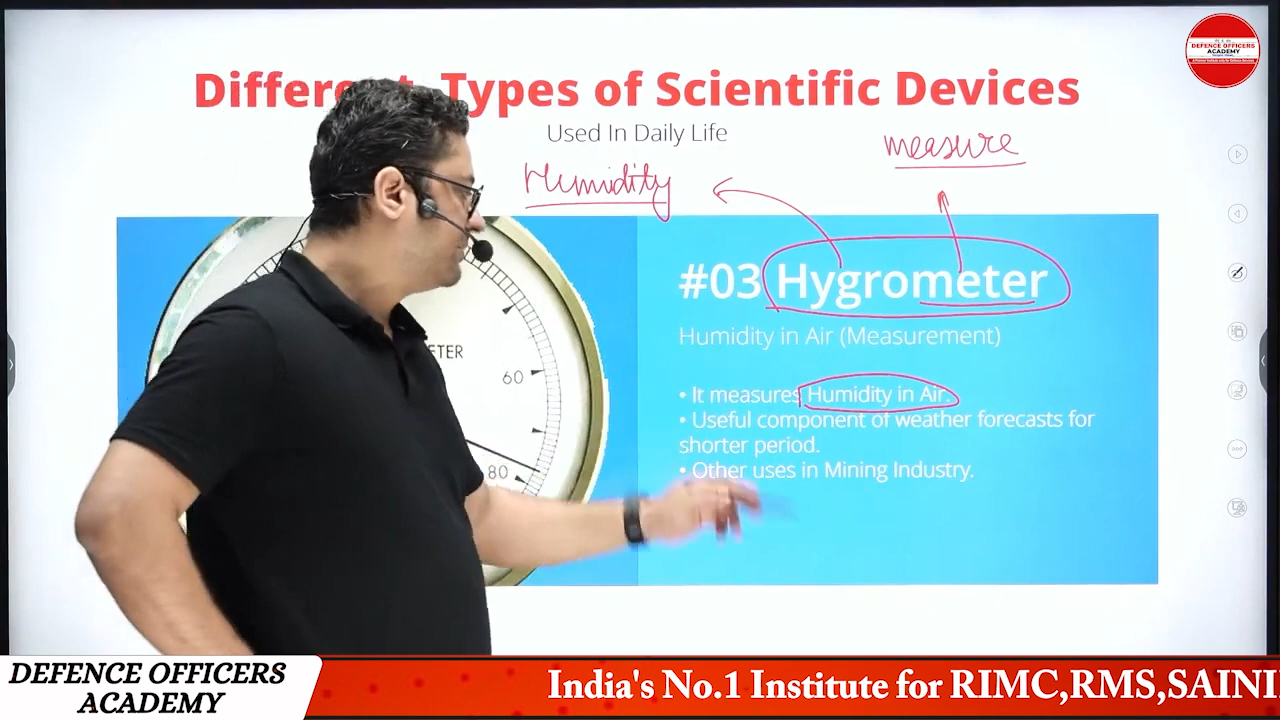 DEFENCE OFFICERS
ACADEMY
Different Types of Scientific Devices
Used In Daily Life
measure
Humidity
#03 Hygrometer
Humidity in Air (Measurement)
• It measures Humidity in Air.
• Useful component of weather forecasts for
shorter period.
• Other uses in Mining Industry.
ETER
60
80
DEFENCE OFFICERS
ACADEMY
India's No.1 Institute for RIMC,RMS,SAINI